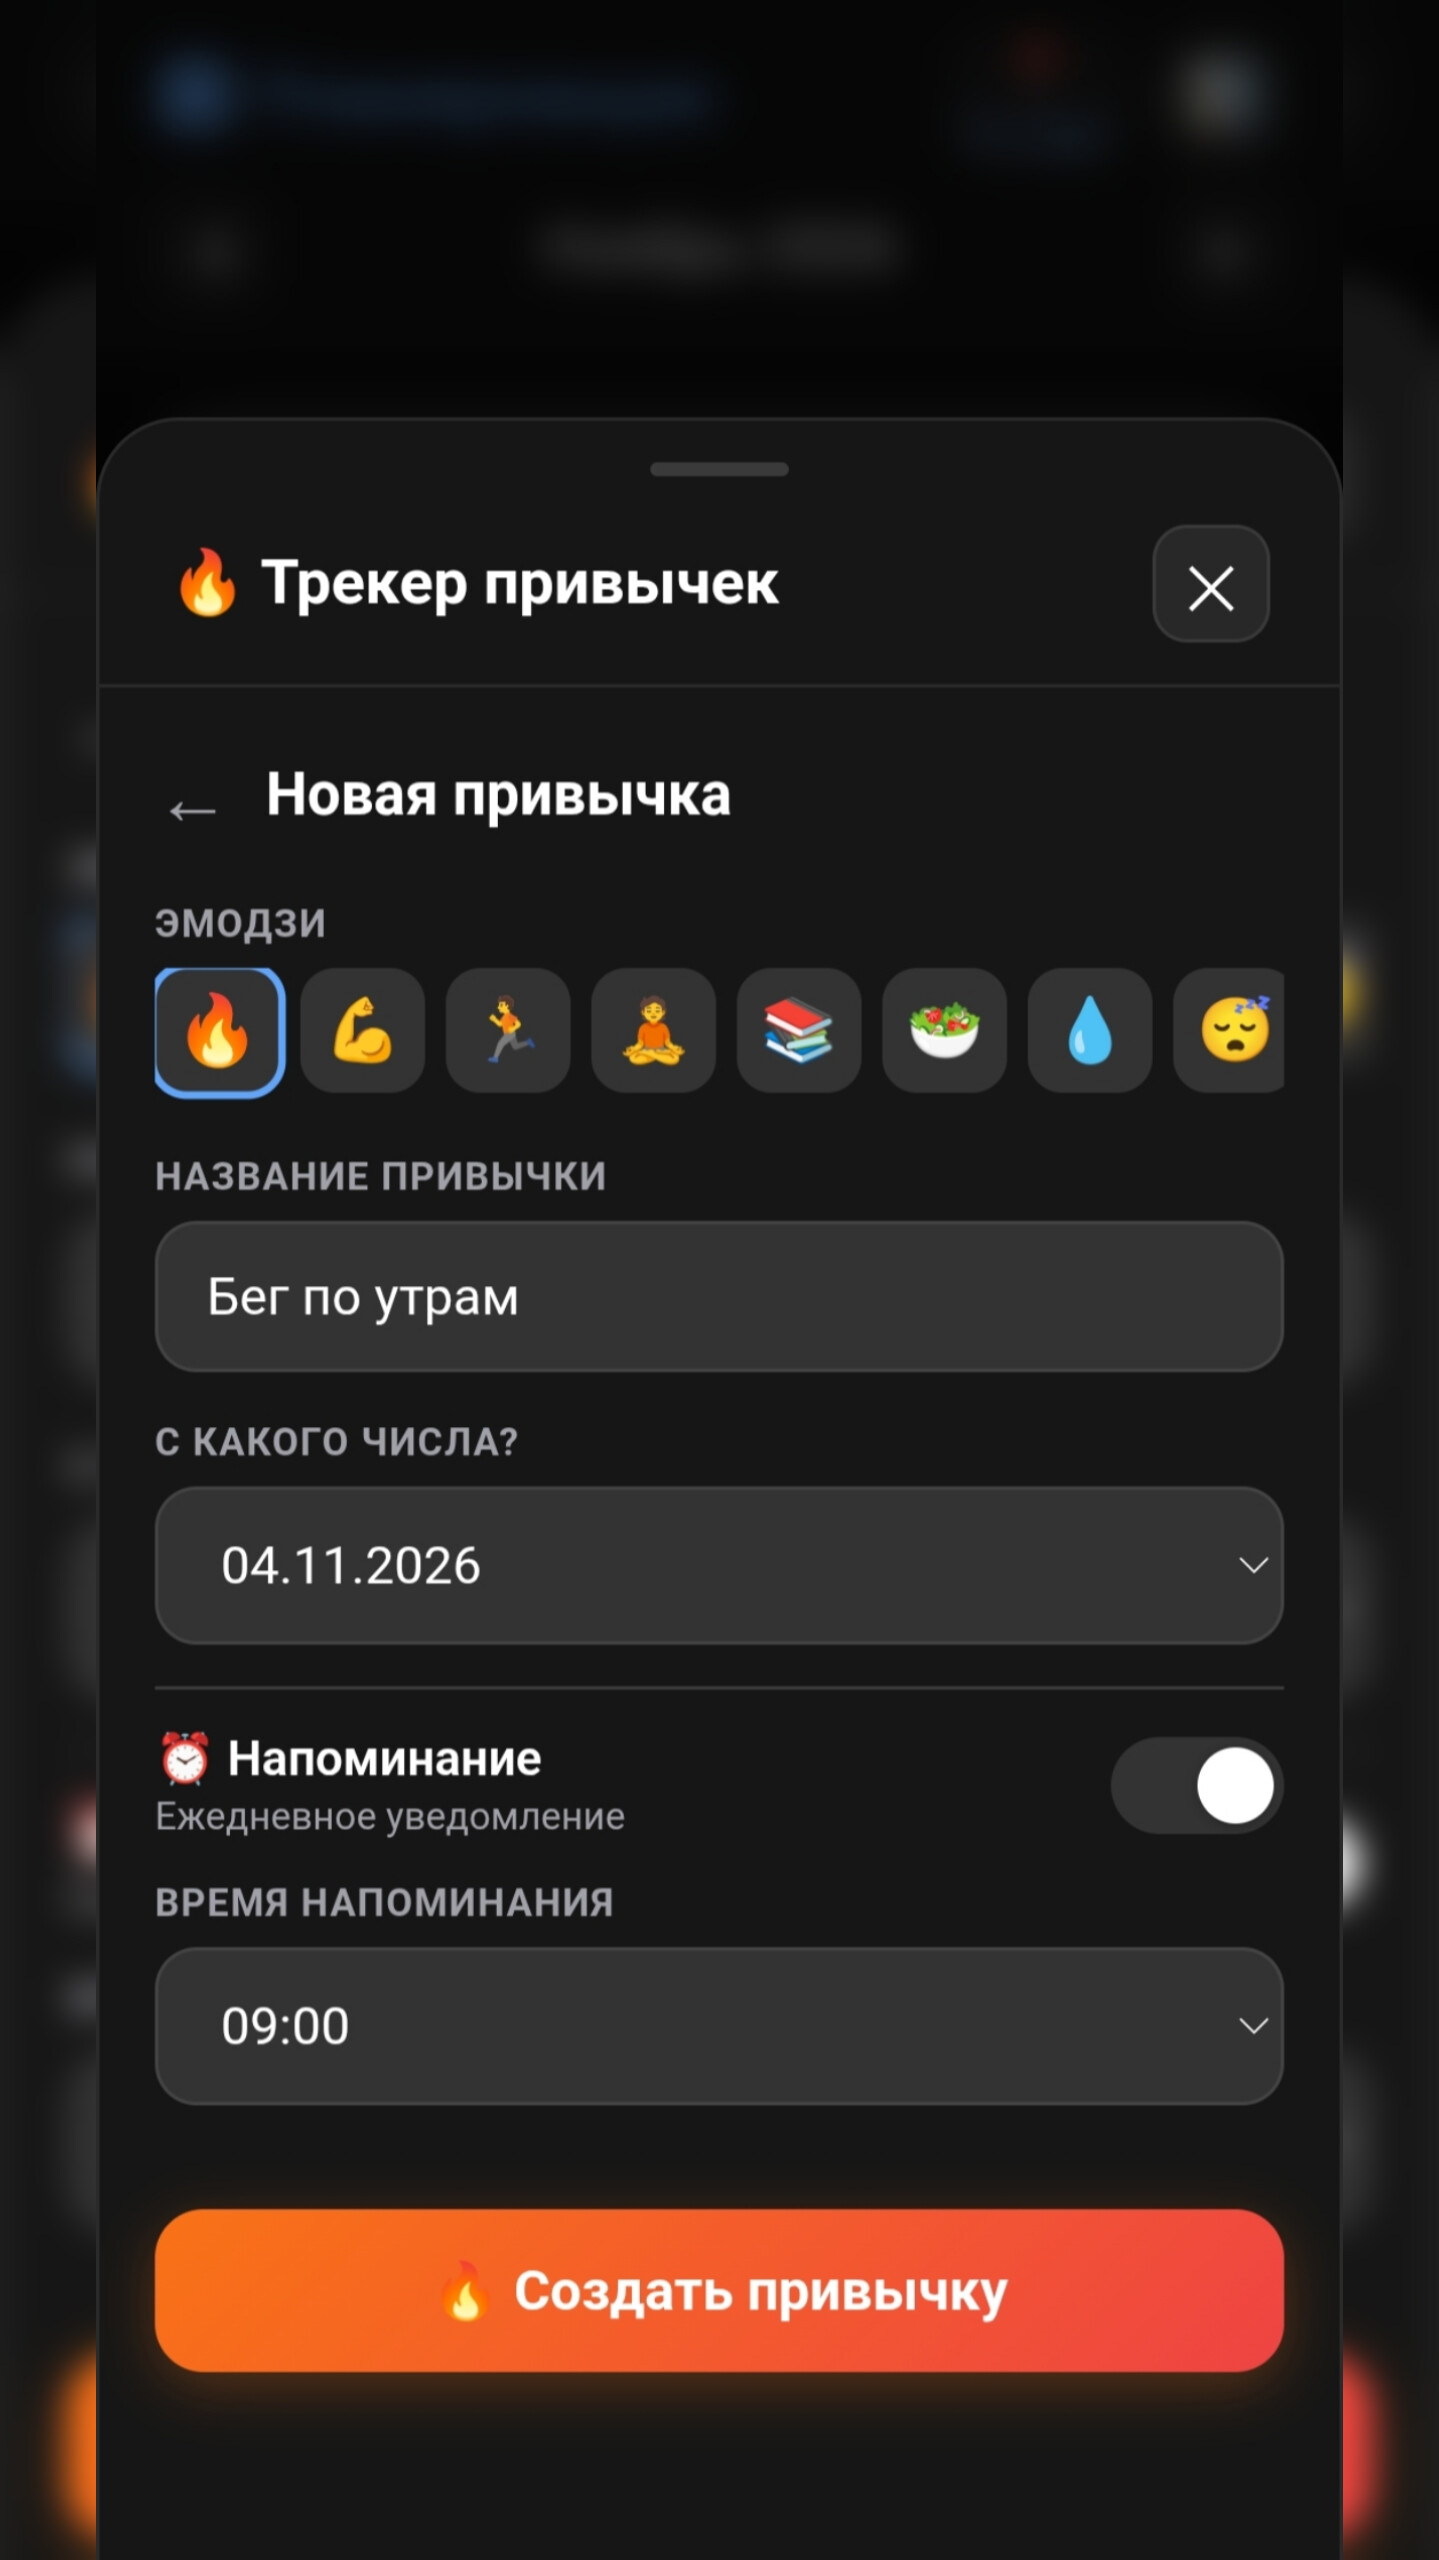 🔥 Трекер привычек
← Новая привычка
ЭМОДЗИ
НАЗВАНИЕ ПРИВЫЧКИ
Бег по утрам
С КАКОГО ЧИСЛА?
04.11.2026
⏰ Напоминание
Ежедневное уведомление
ВРЕМЯ НАПОМИНАНИЯ
09:00
🔥 Создать привычку